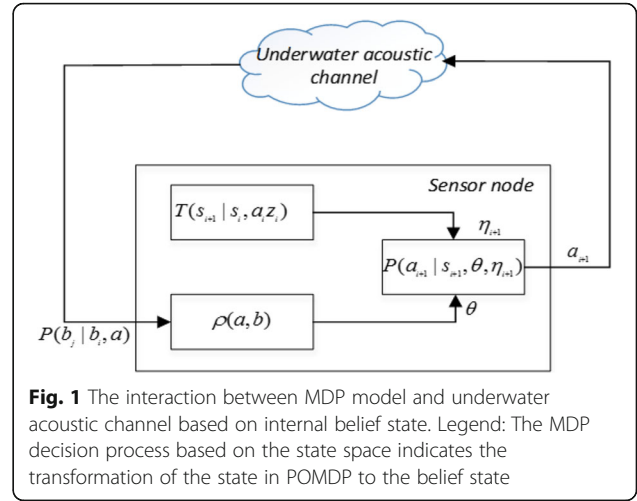 Underwater acoustic
channel
Sensor node
T(s_{i+1} | s_i, a_i z_i)
η_{i+1}
P(a_{i+1} | s_{i+1}, θ, η_{i+1})
a_{i+1}
ρ(a,b)
θ
P(b_j | b_i, a)
Fig. 1 The interaction between MDP model and underwater
acoustic channel based on internal belief state. Legend: The MDP
decision process based on the state space indicates the
transformation of the state in POMDP to the belief state